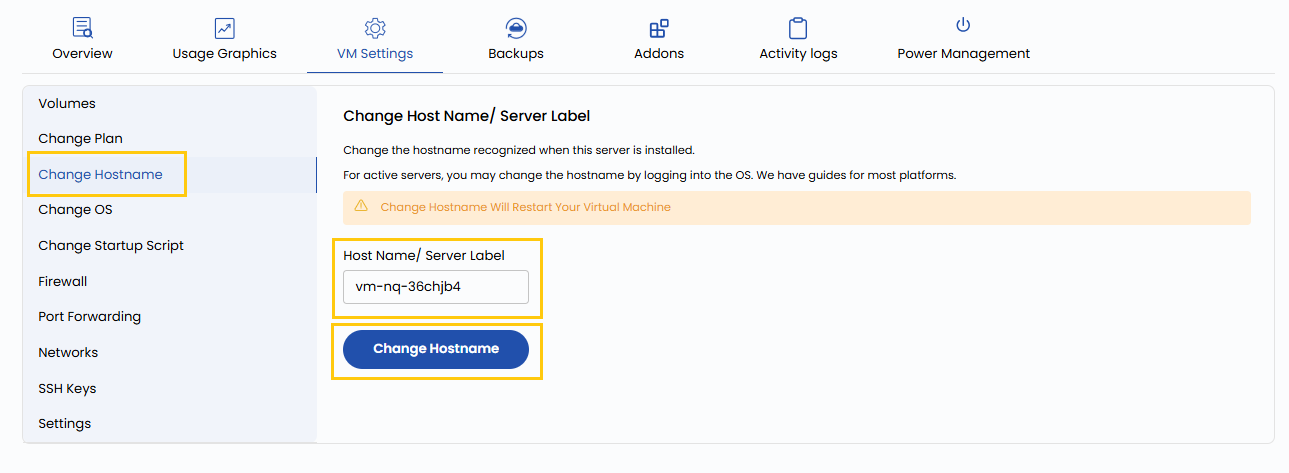 Overview
Usage Graphics
VM Settings
Backups
Addons
Activity logs
Power Management
Volumes
Change Plan
Change Hostname
Change OS
Change Startup Script
Firewall
Port Forwarding
Networks
SSH Keys
Settings
Change Host Name/ Server Label
Change the hostname recognized when this server is installed.
For active servers, you may change the hostname by logging into the OS. We have guides for most platforms.
Change Hostname Will Restart Your Virtual Machine
Host Name/ Server Label
vm-nq-36chjb4
Change Hostname